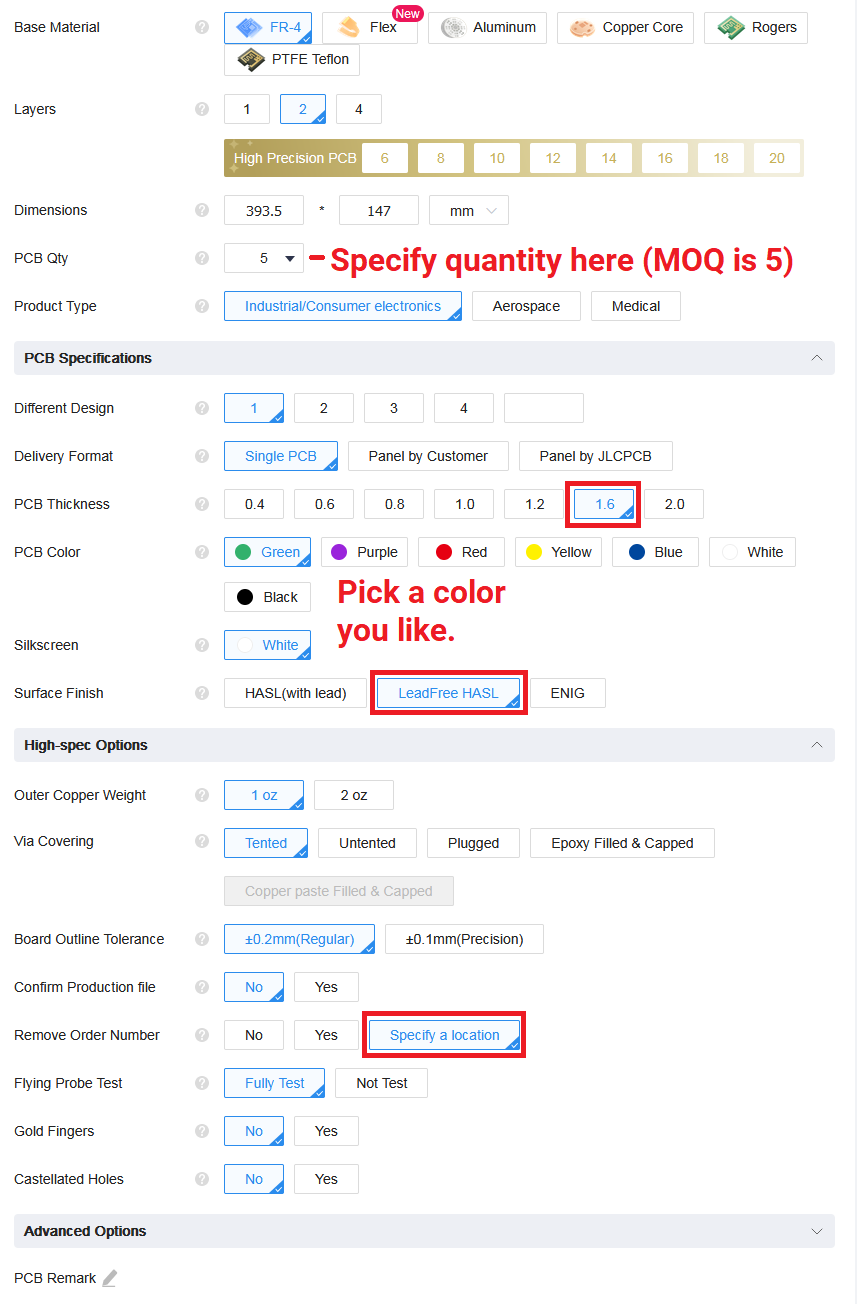 Base Material ? FR-4 Flex New Aluminum Copper Core Rogers
PTFE Teflon
Layers ? 1 2 4
High Precision PCB 6 8 10 12 14 16 18 20
Dimensions ? 393.5 * 147 mm
PCB Qty ? 5 Specify quantity here (MOQ is 5)
Product Type ? Industrial/Consumer electronics Aerospace Medical
PCB Specifications
Different Design ? 1 2 3 4
Delivery Format ? Single PCB Panel by Customer Panel by JLCPCB
PCB Thickness ? 0.4 0.6 0.8 1.0 1.2 1.6 2.0
PCB Color ? Green Purple Red Yellow Blue White
Black
Pick a color
you like.
Silkscreen ? White
Surface Finish ? HASL(with lead) LeadFree HASL ENIG
High-spec Options
Outer Copper Weight ? 1 oz 2 oz
Via Covering ? Tented Untented Plugged Epoxy Filled & Capped
Copper paste Filled & Capped
Board Outline Tolerance ? ±0.2mm(Regular) ±0.1mm(Precision)
Confirm Production file ? No Yes
Remove Order Number ? No Yes Specify a location
Flying Probe Test ? Fully Test Not Test
Gold Fingers ? No Yes
Castellated Holes ? No Yes
Advanced Options
PCB Remark